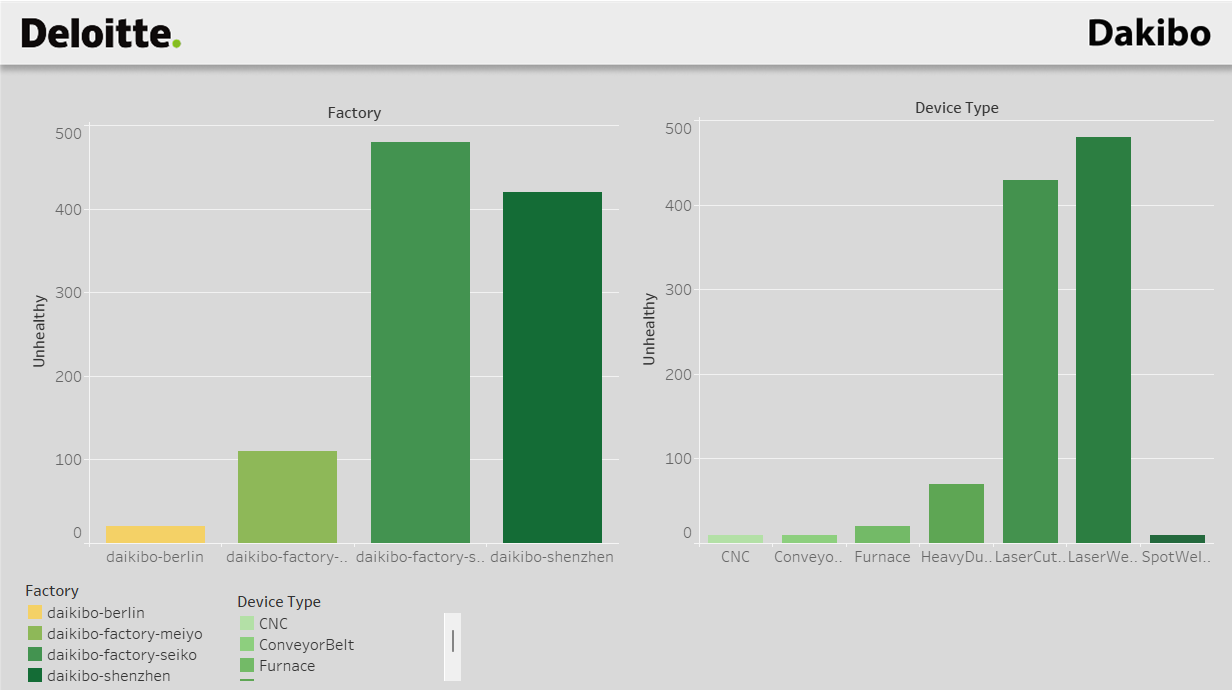 Deloitte.
Dakibo
Factory
500
400
300
200
100
0
Unhealthy
daikibo-berlin
daikibo-factory-..
daikibo-factory-s..
daikibo-shenzhen
Device Type
500
400
300
200
100
0
Unhealthy
CNC
Conveyo..
Furnace
HeavyDu..
LaserCut..
LaserWe..
SpotWel..
Factory
daikibo-berlin
daikibo-factory-meiyo
daikibo-factory-seiko
daikibo-shenzhen
Device Type
CNC
ConveyorBelt
Furnace